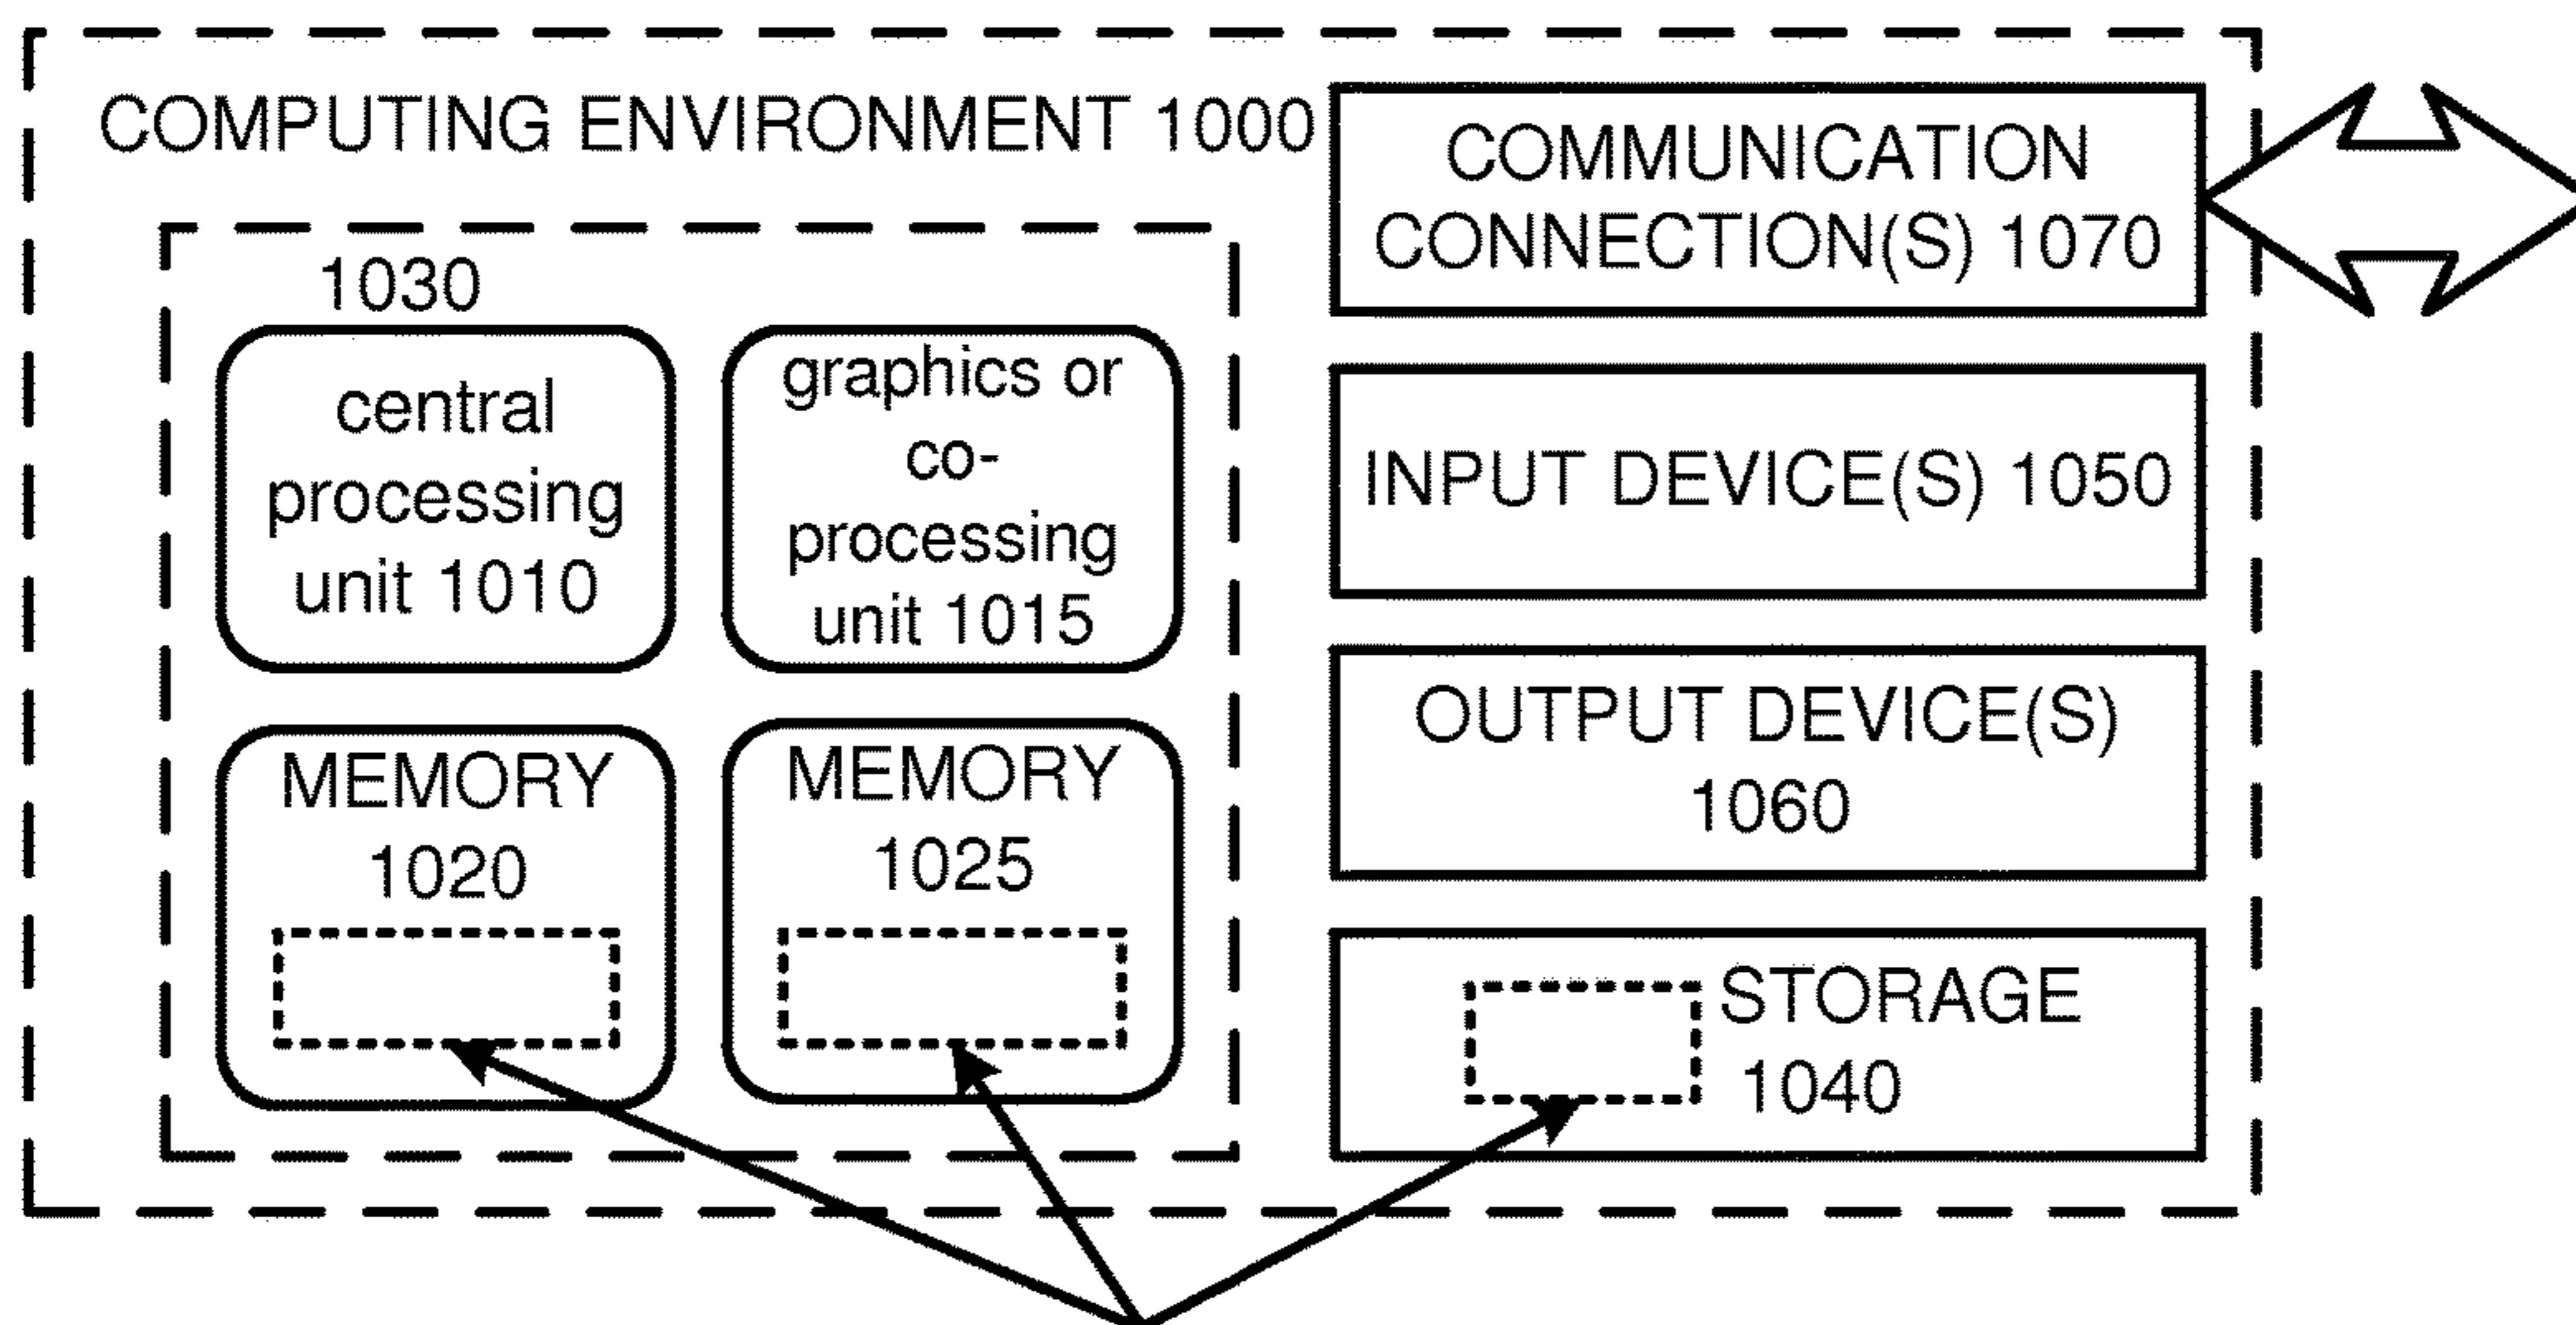 COMPUTING ENVIRONMENT 1000
1030
central
processing
unit 1010
graphics or
co-
processing
unit 1015
MEMORY
1020
MEMORY
1025
COMMUNICATION
CONNECTION(S) 1070
INPUT DEVICE(S) 1050
OUTPUT DEVICE(S)
1060
STORAGE
1040